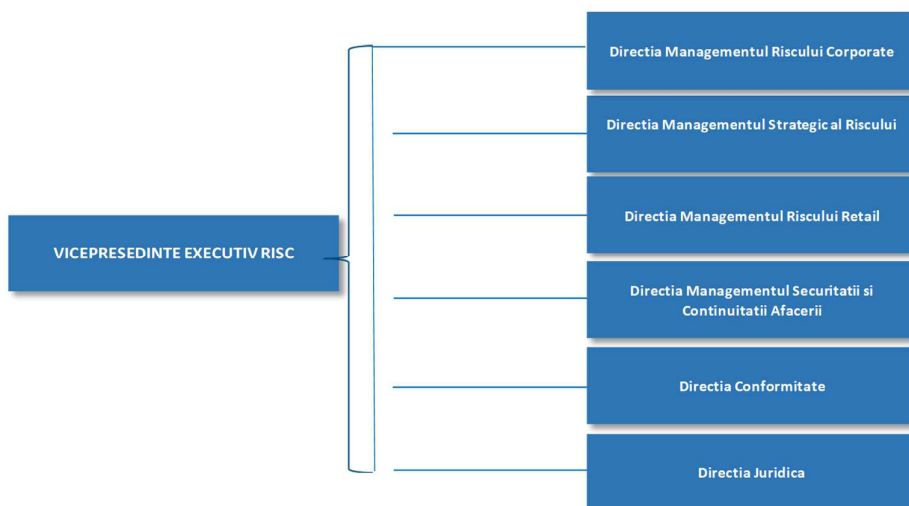 Directia Managementul Riscului Corporate
Directia Managementul Strategic al Riscului
Directia Managementul Riscului Retail
VICEPRESEDINTE EXECUTIV RISC
Directia Managementul Securitatii si
Continuitatii Afacerii
Directia Conformitate
Directia Juridica